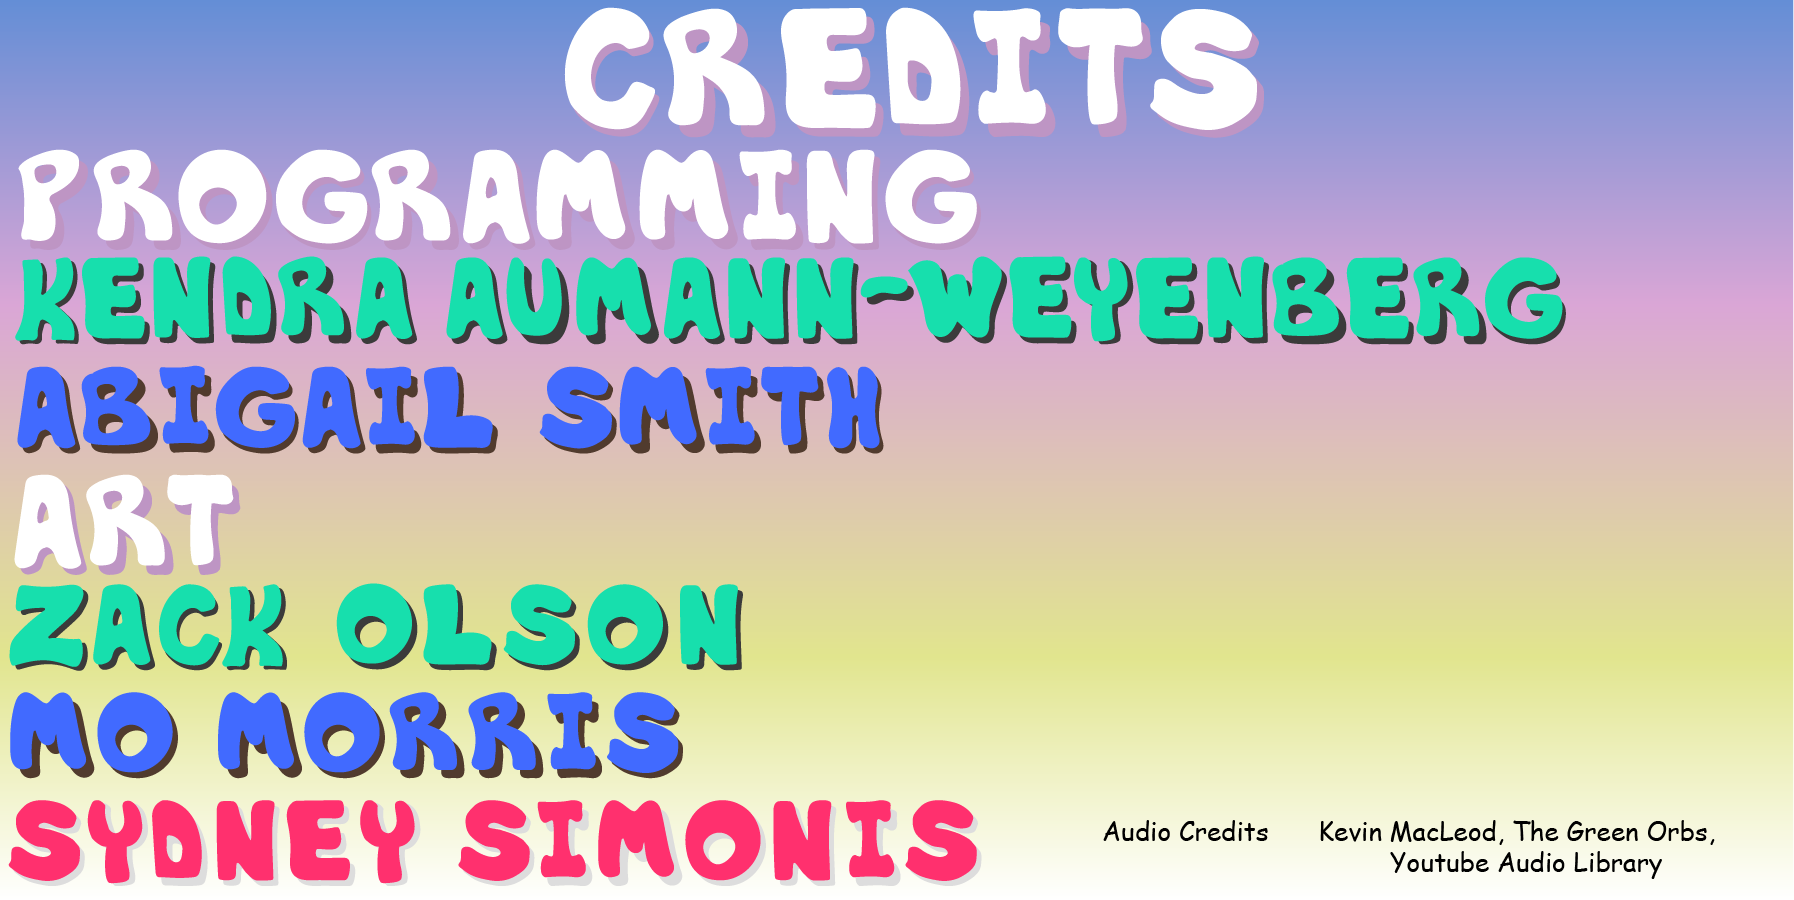 CREDITS
PROGRAMMING
KENDRA AUMANN-WEYENBERG
ABIGAIL SMITH
ART
ZACK OLSON
MO MORRIS
SYDNEY SIMONIS
Audio Credits
Kevin MacLeod, The Green Orbs,
Youtube Audio Library